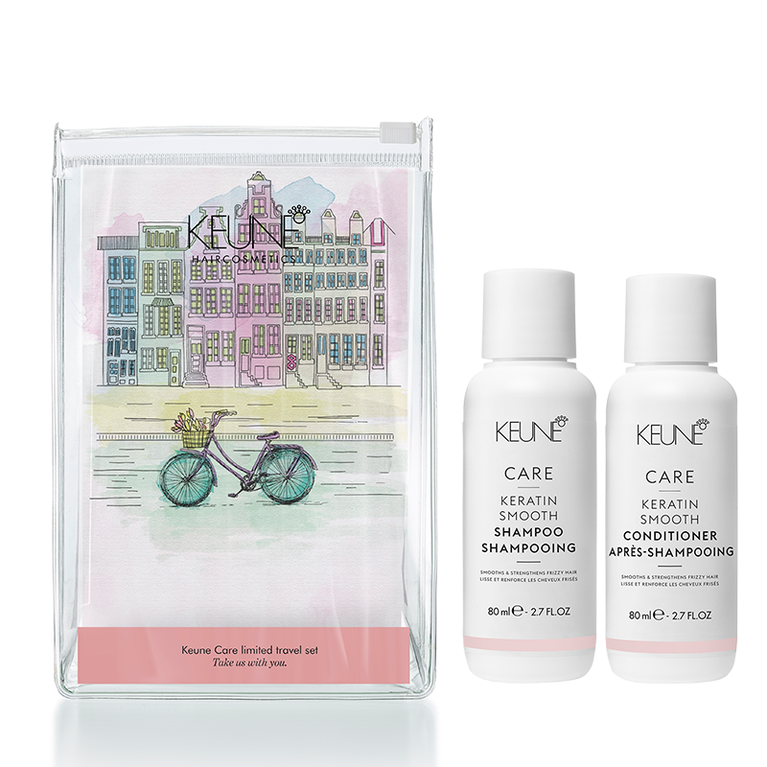 KEUNE
HAIRCOSMETICS
Keune Care limited travel set
Take us with you.
KEUNE
CARE
KERATIN
SMOOTH
SHAMPOO
SHAMPOOING
SMOOTHS & STRENGTHENS FRIZZY HAIR
LISSE ET RENFORCE LES CHEVEUX FRISÉS
80 ml℮ - 2.7 FL.OZ
KEUNE
CARE
KERATIN
SMOOTH
CONDITIONER
APRÈS-SHAMPOOING
SMOOTHS & STRENGTHENS FRIZZY HAIR
LISSE ET RENFORCE LES CHEVEUX FRISÉS
80 ml℮ - 2.7 FL.OZ